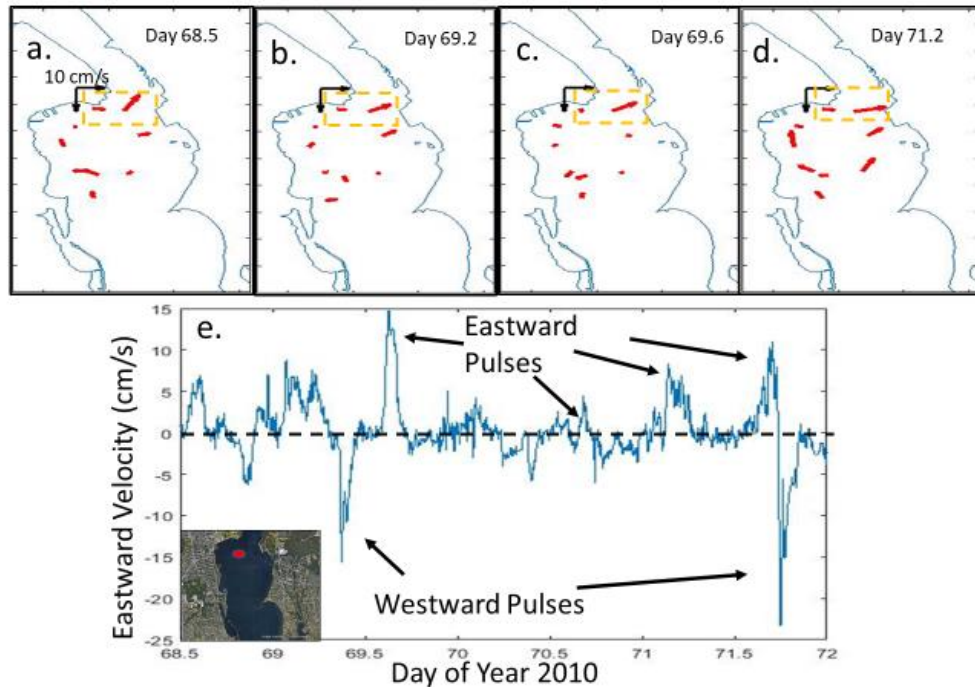 a.
Day 68.5
10 cm/s
b.
Day 69.2
c.
Day 69.6
d.
Day 71.2
e.
Eastward
Pulses
Westward Pulses
Eastward Velocity (cm/s)
15
10
5
0
-5
-10
-15
-20
-25
68.5
69
69.5
70
70.5
71
71.5
72
Day of Year 2010